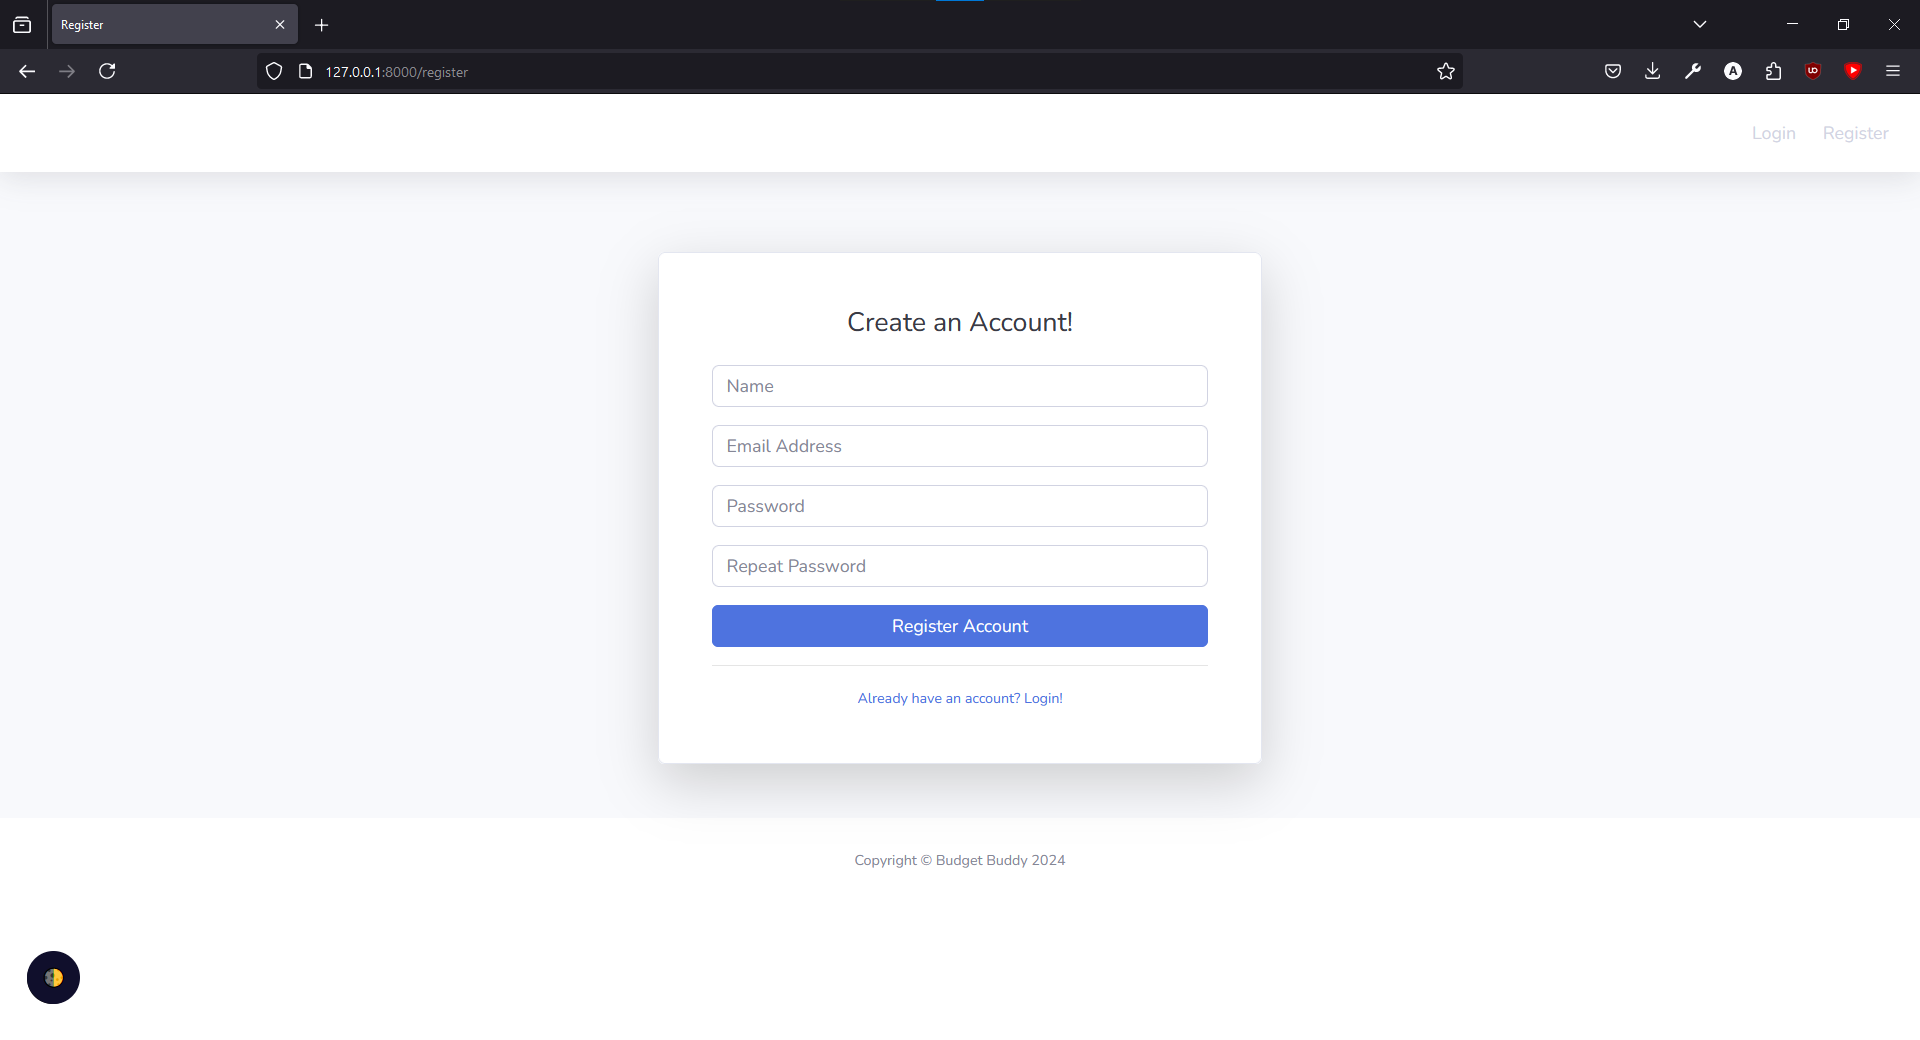 Register
127.0.0.1:8000/register
Login Register
Create an Account!
Name
Email Address
Password
Repeat Password
Register Account
Already have an account? Login!
Copyright © Budget Buddy 2024